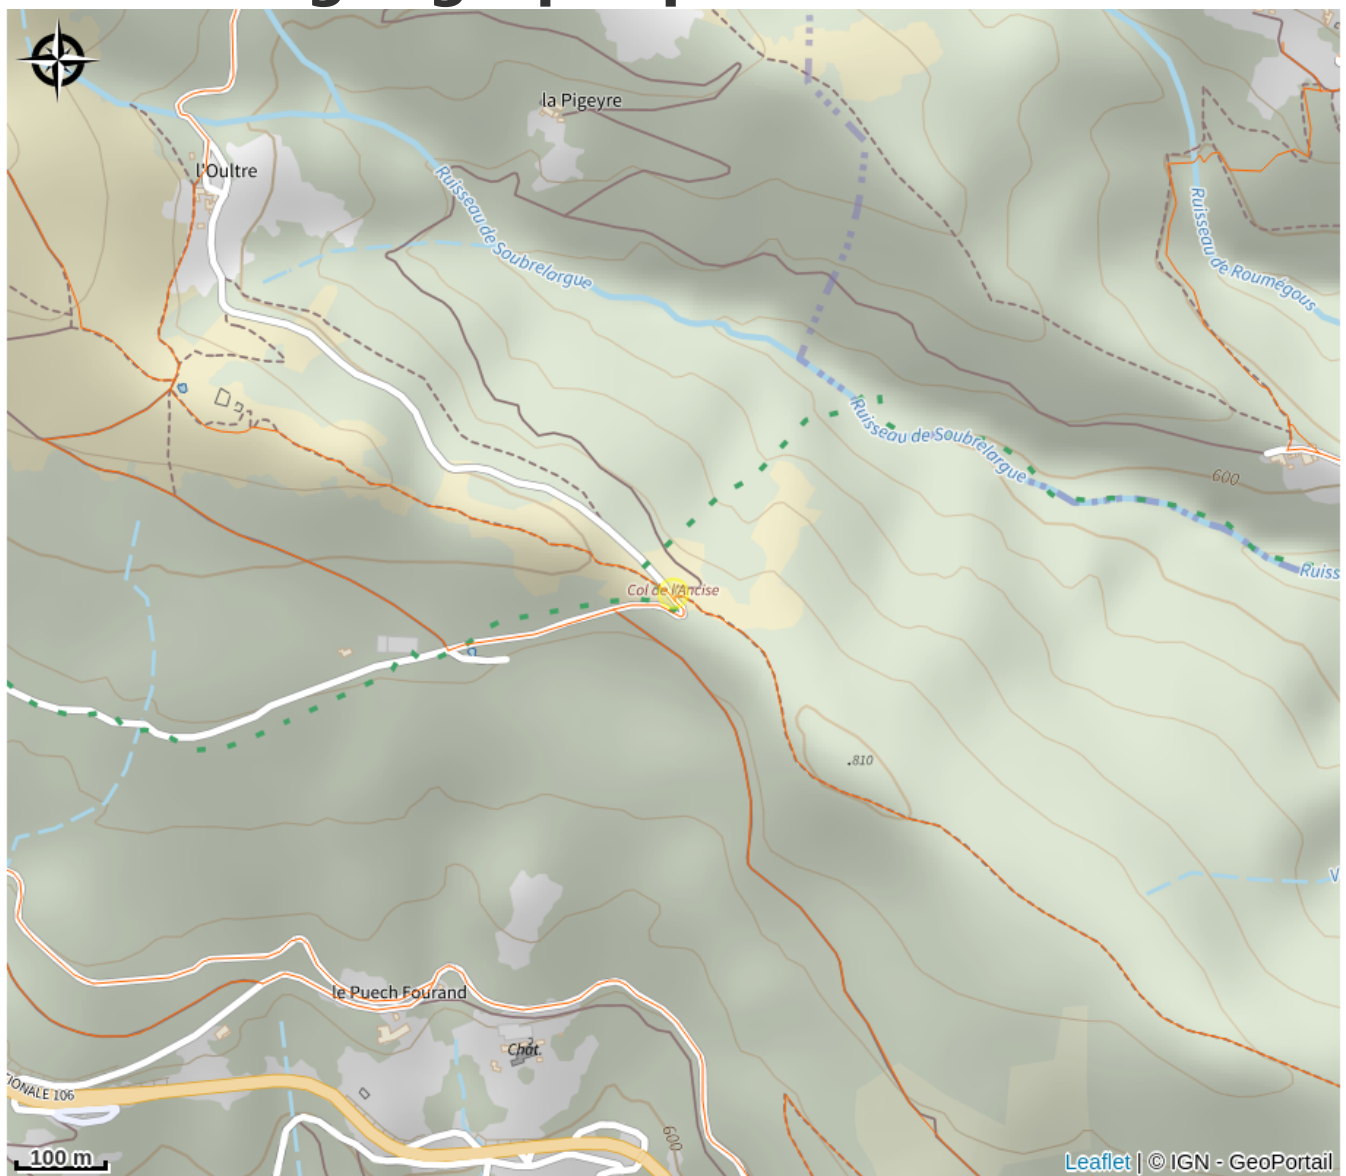 la Pigeyre
l'Oultre
Ruisseau de Soubrelargue
Ruisseau de Roumégous
Ruisseau de Soubrelargue
600
Ruiss
Col de l'Ancise
.810
V
le Puech Fourand
Chât.
IONALE 106
600
100 m
Leaflet | © IGN - GeoPortail